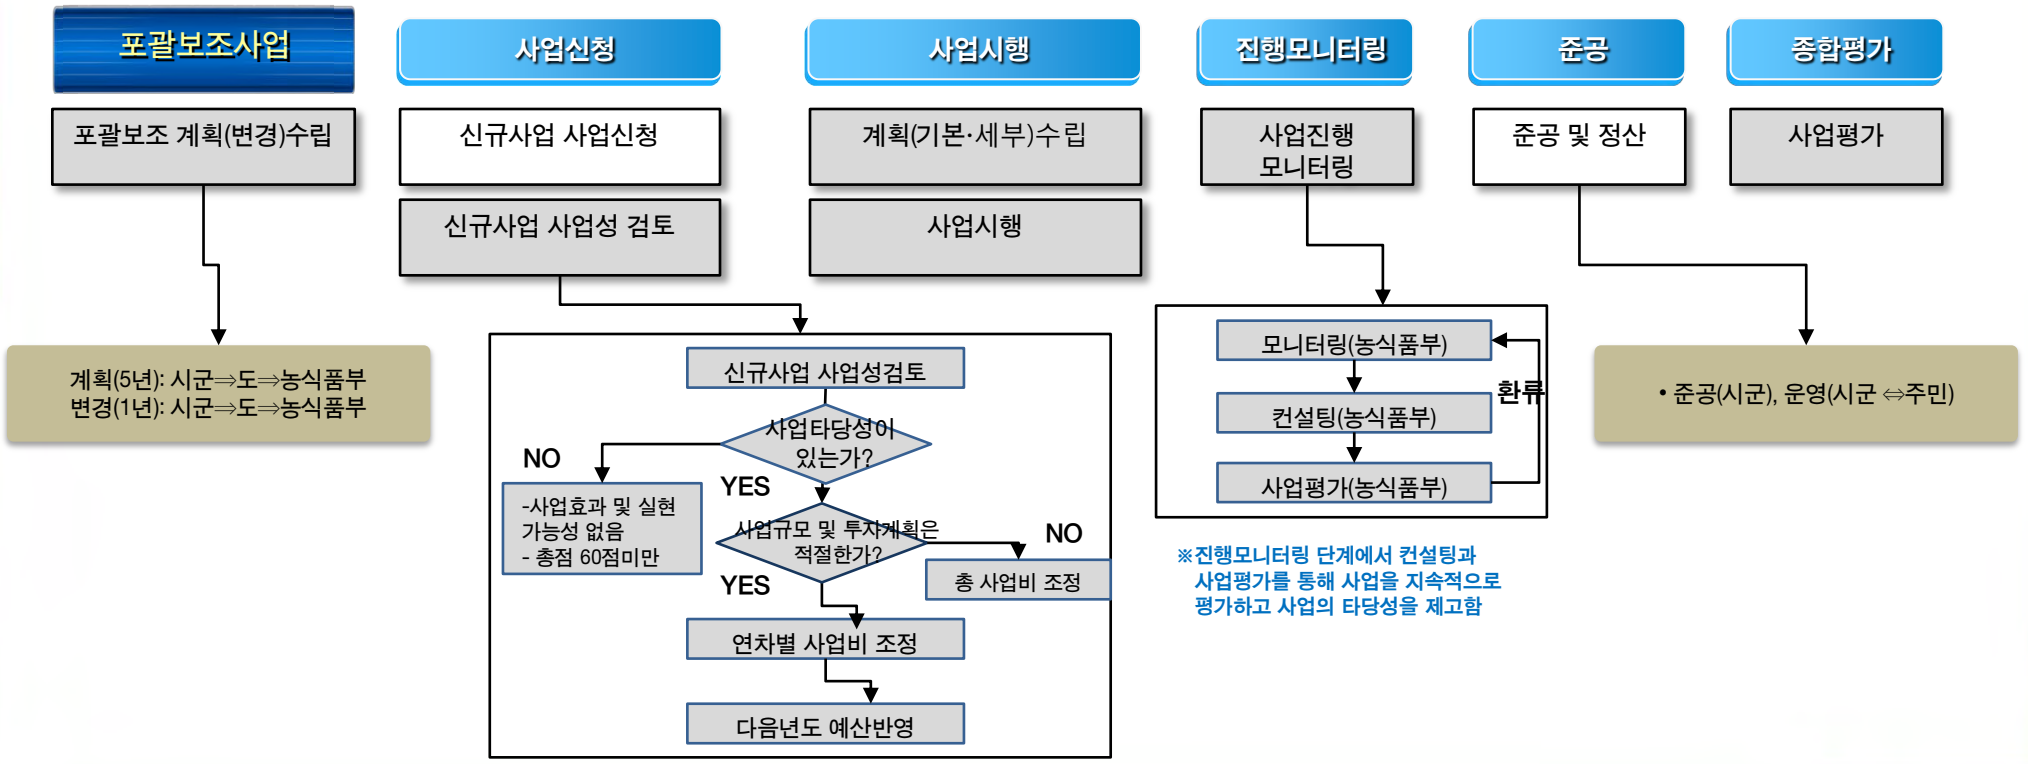 포괄보조사업
사업신청
사업시행
진행모니터링
준공
종합평가
포괄보조 계획(변경)수립
신규사업 사업신청
계획(기본·세부)수립
사업진행
모니터링
준공 및 정산
사업평가
신규사업 사업성 검토
사업시행
계획(5년): 시군⇒도⇒농식품부
변경(1년): 시군⇒도⇒농식품부
신규사업 사업성검토
사업타당성이
있는가?
NO
YES
-사업효과 및 실현
가능성 없음
- 총점 60점미만
사업규모 및 투자계획은
적절한가?
NO
YES
총 사업비 조정
연차별 사업비 조정
다음년도 예산반영
모니터링(농식품부)
환류
컨설팅(농식품부)
사업평가(농식품부)
※진행모니터링 단계에서 컨설팅과
사업평가를 통해 사업을 지속적으로
평가하고 사업의 타당성을 제고함
• 준공(시군), 운영(시군 ⇔주민)